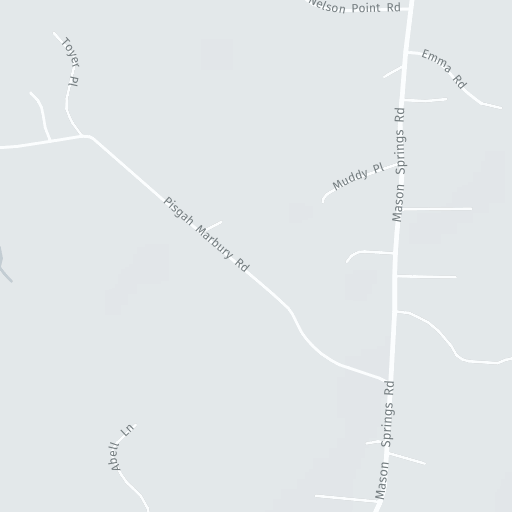 Nelson Point Rd
Toyer Pl
Emma Rd
Mason Springs Rd
Muddy Pl
Pisgah Marbury Rd
Mason Springs Rd
Abell Ln